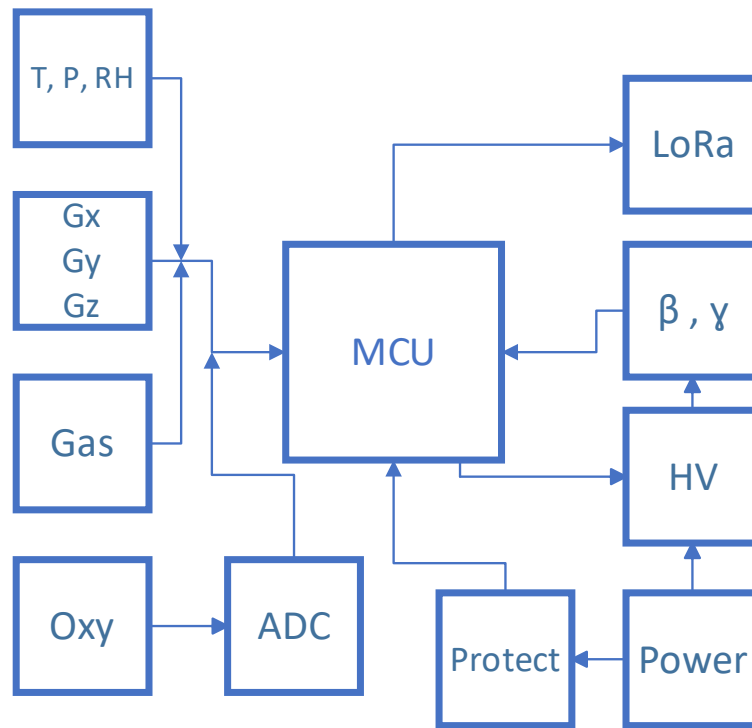 T, P, RH
LoRa
Gx
Gy
Gz
β , ɣ
MCU
Gas
HV
Oxy
ADC
Protect
Power